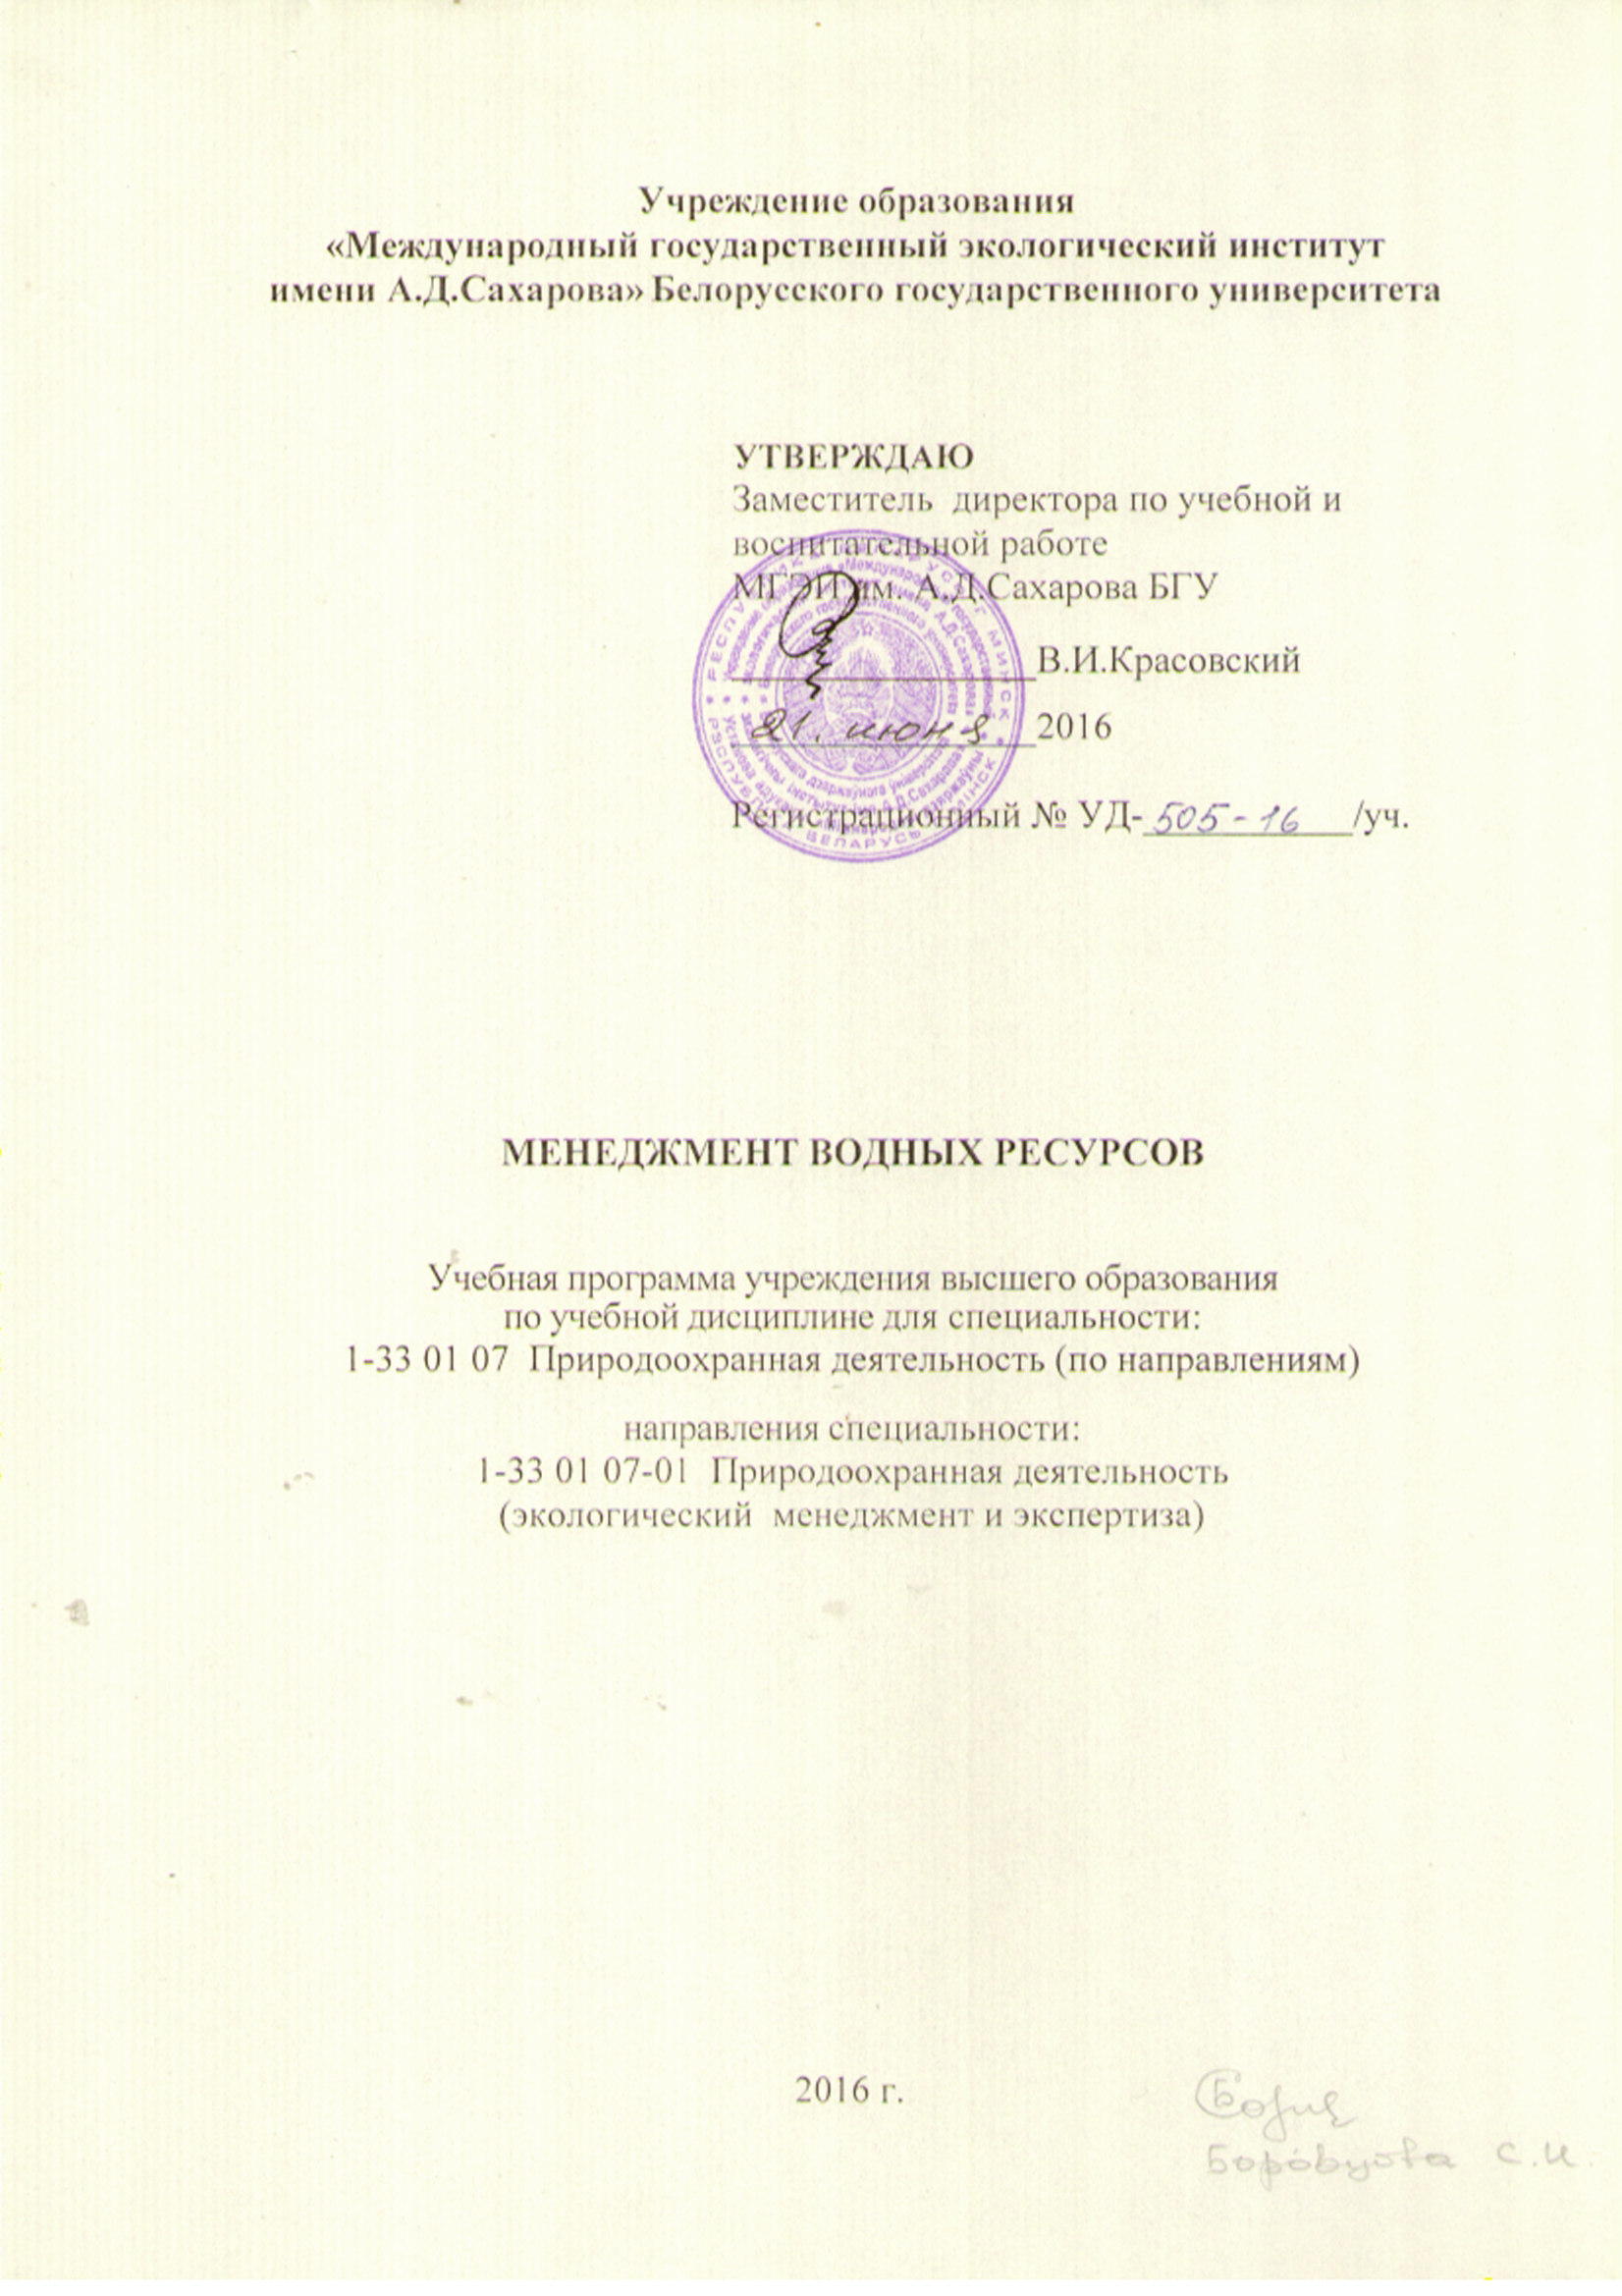 Учреждение образования
«Международный государственный экологический институт
имени А.Д.Сахарова» Белорусского государственного университета
УТВЕРЖДАЮ
Заместитель директора по учебной и
воспитательной работе
МГЭИ им. А.Д.Сахарова БГУ
В.И.Красовский
21. июня 2016
Регистрационный № УД-505-16/уч.
МЕНЕДЖМЕНТ ВОДНЫХ РЕСУРСОВ
Учебная программа учреждения высшего образования
по учебной дисциплине для специальности:
1-33 01 07 Природоохранная деятельность (по направлениям)
направления специальности:
1-33 01 07-01 Природоохранная деятельность
(экологический менеджмент и экспертиза)
2016 г.
С.И.